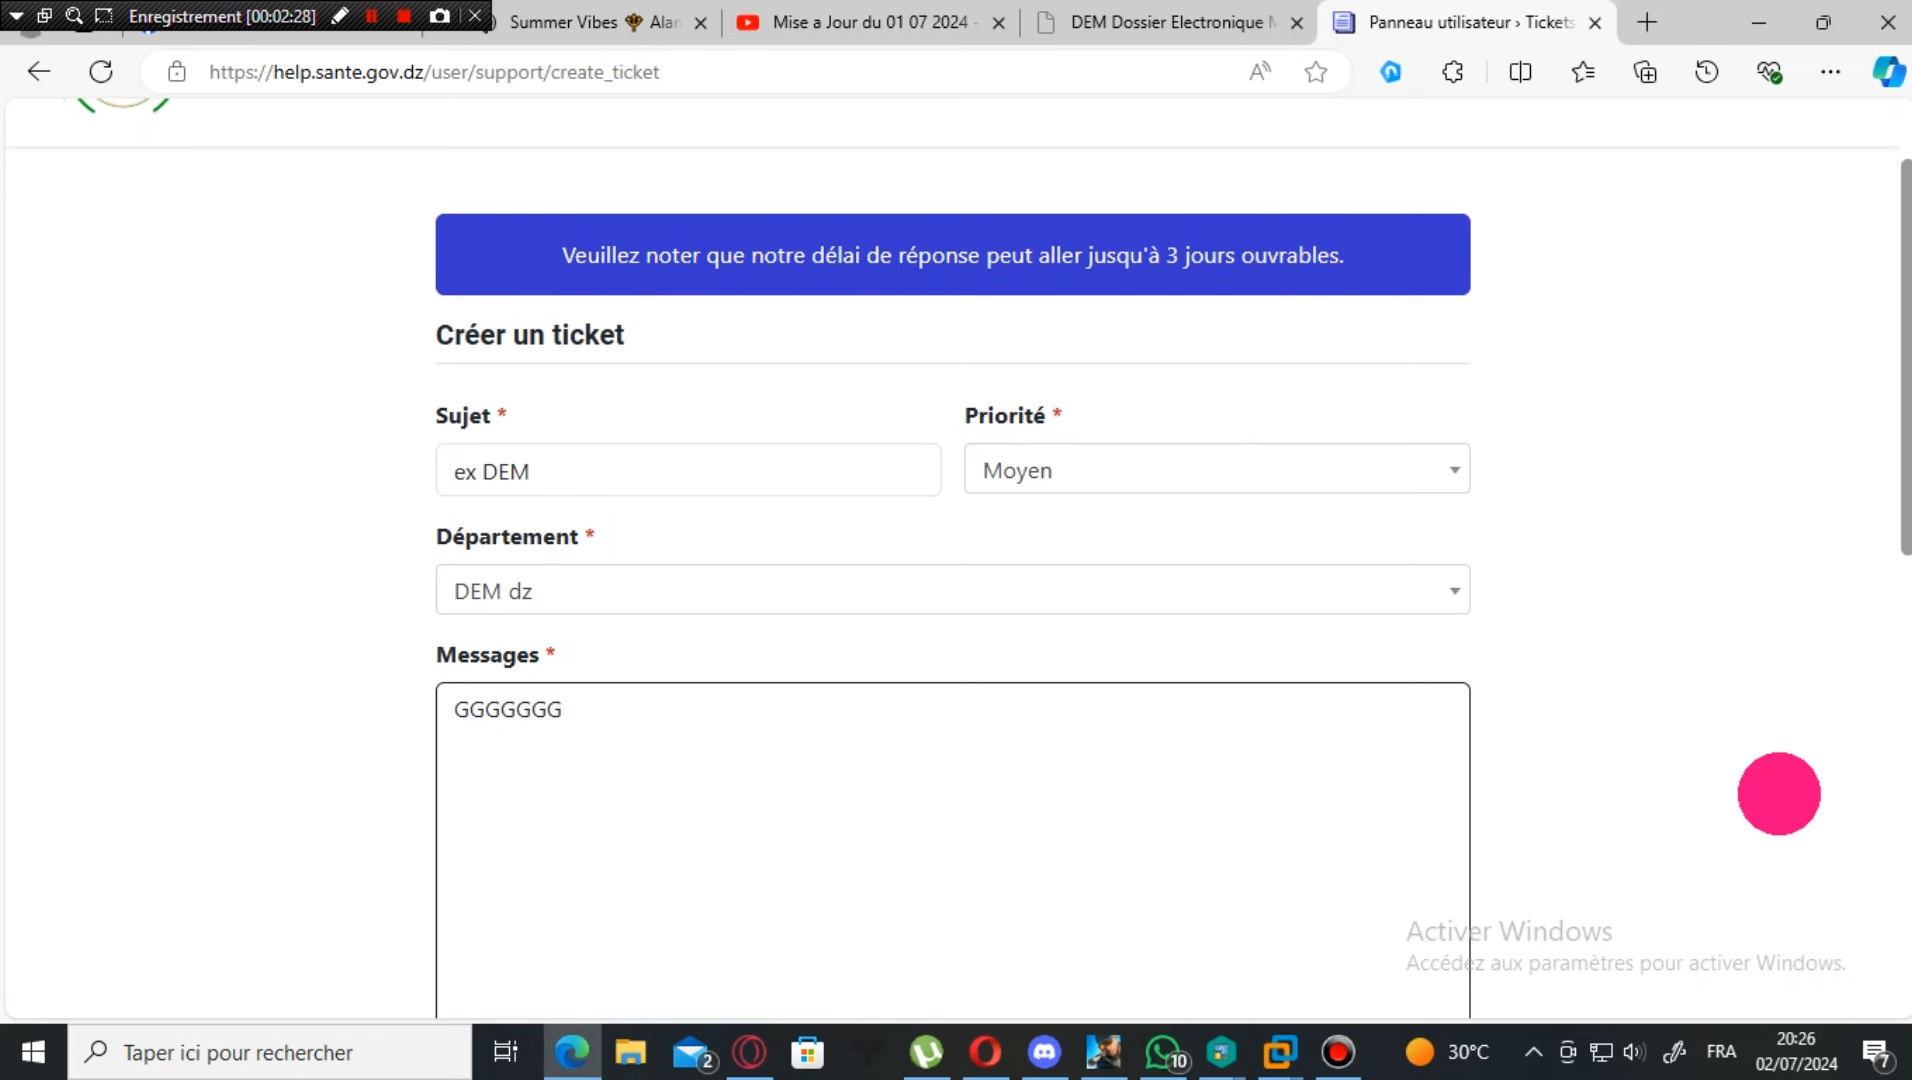 Enregistrement [00:02:28]
Summer Vibes
Mise a Jour du 01 07 2024 -
DEM Dossier Electronique
Panneau utilisateur › Tickets
https://help.sante.gov.dz/user/support/create_ticket
Veuillez noter que notre délai de réponse peut aller jusqu'à 3 jours ouvrables.
Créer un ticket
Sujet *
Priorité *
ex DEM
Moyen
Département *
DEM dz
Messages *
GGGGGGG
Activer Windows
Accédez aux paramètres pour activer Windows.
Taper ici pour rechercher
2
10
30°C
FRA
20:26
02/07/2024
7